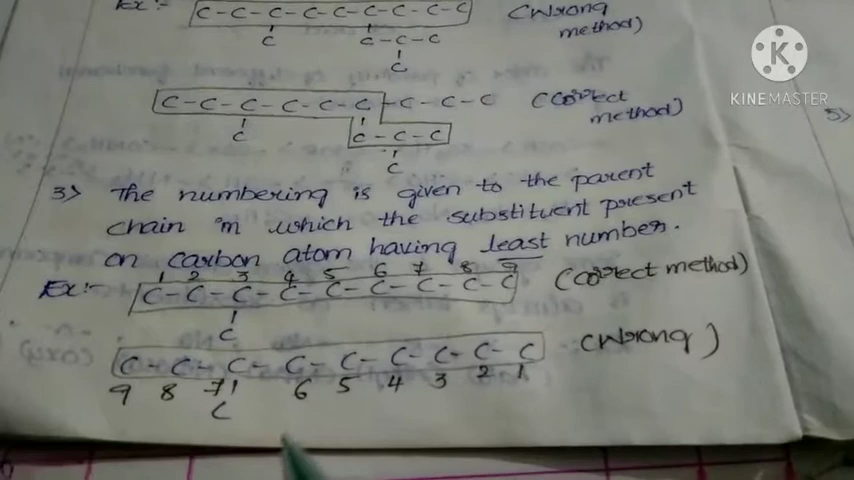 Ex:-
C-C-C-C-C-C-C-C-C (Wrong
method)
C
C-C-C
C
C-C-C-C-C-C-C-C-C (Correct
method)
C
C-C-C
C
3> The numbering is given to the parent
chain in which the substituent present
on carbon atom having least number.
1 2 3 4 5 6 7 8 9
Ex:- C-C-C-C-C-C-C-C-C (Correct method)
C
C-C-C-C-C-C-C-C-C (Wrong)
9 8 7 6 5 4 3 2 1
C
K
KINEMASTER
5>